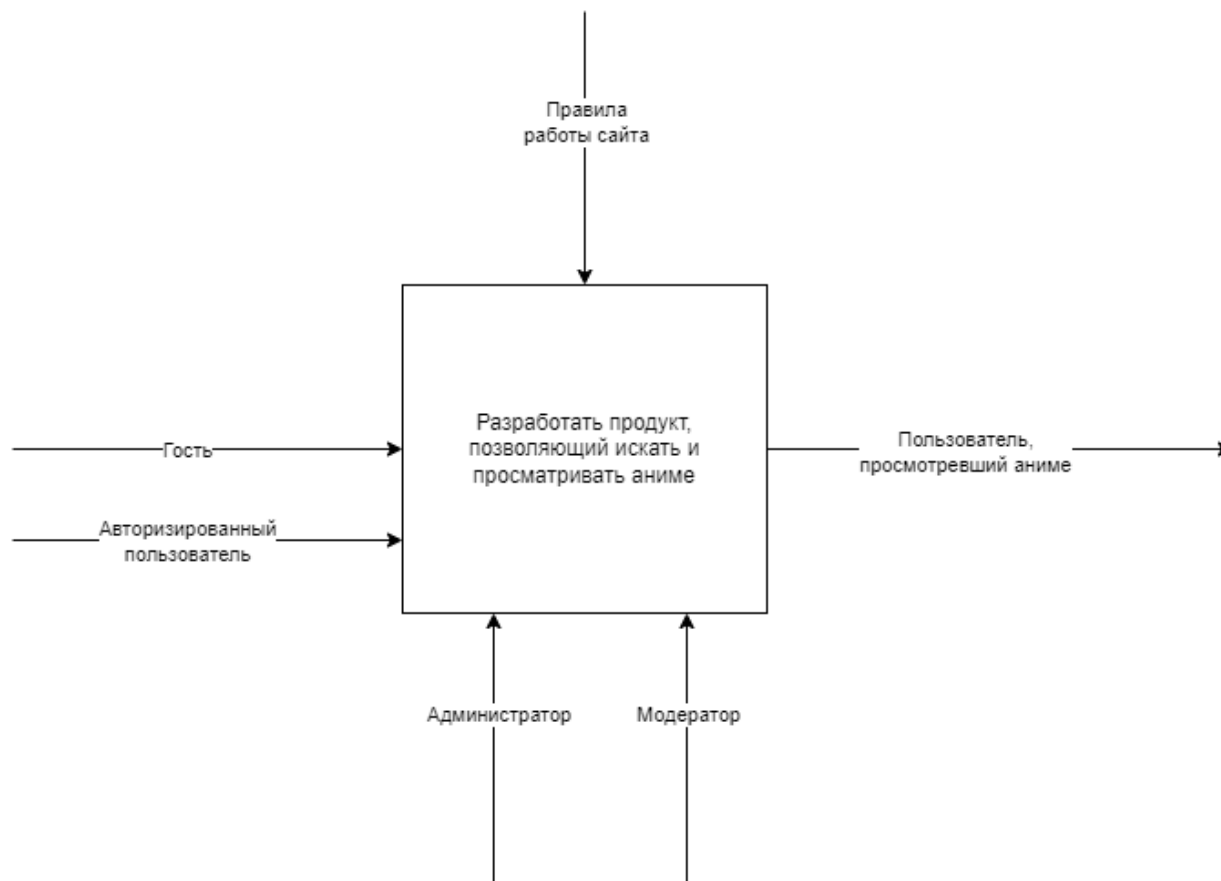 Правила
работы сайта
Разработать продукт,
позволяющий искать и
просматривать аниме
Гость
Пользователь,
просмотревший аниме
Авторизированный
пользователь
Администратор
Модератор